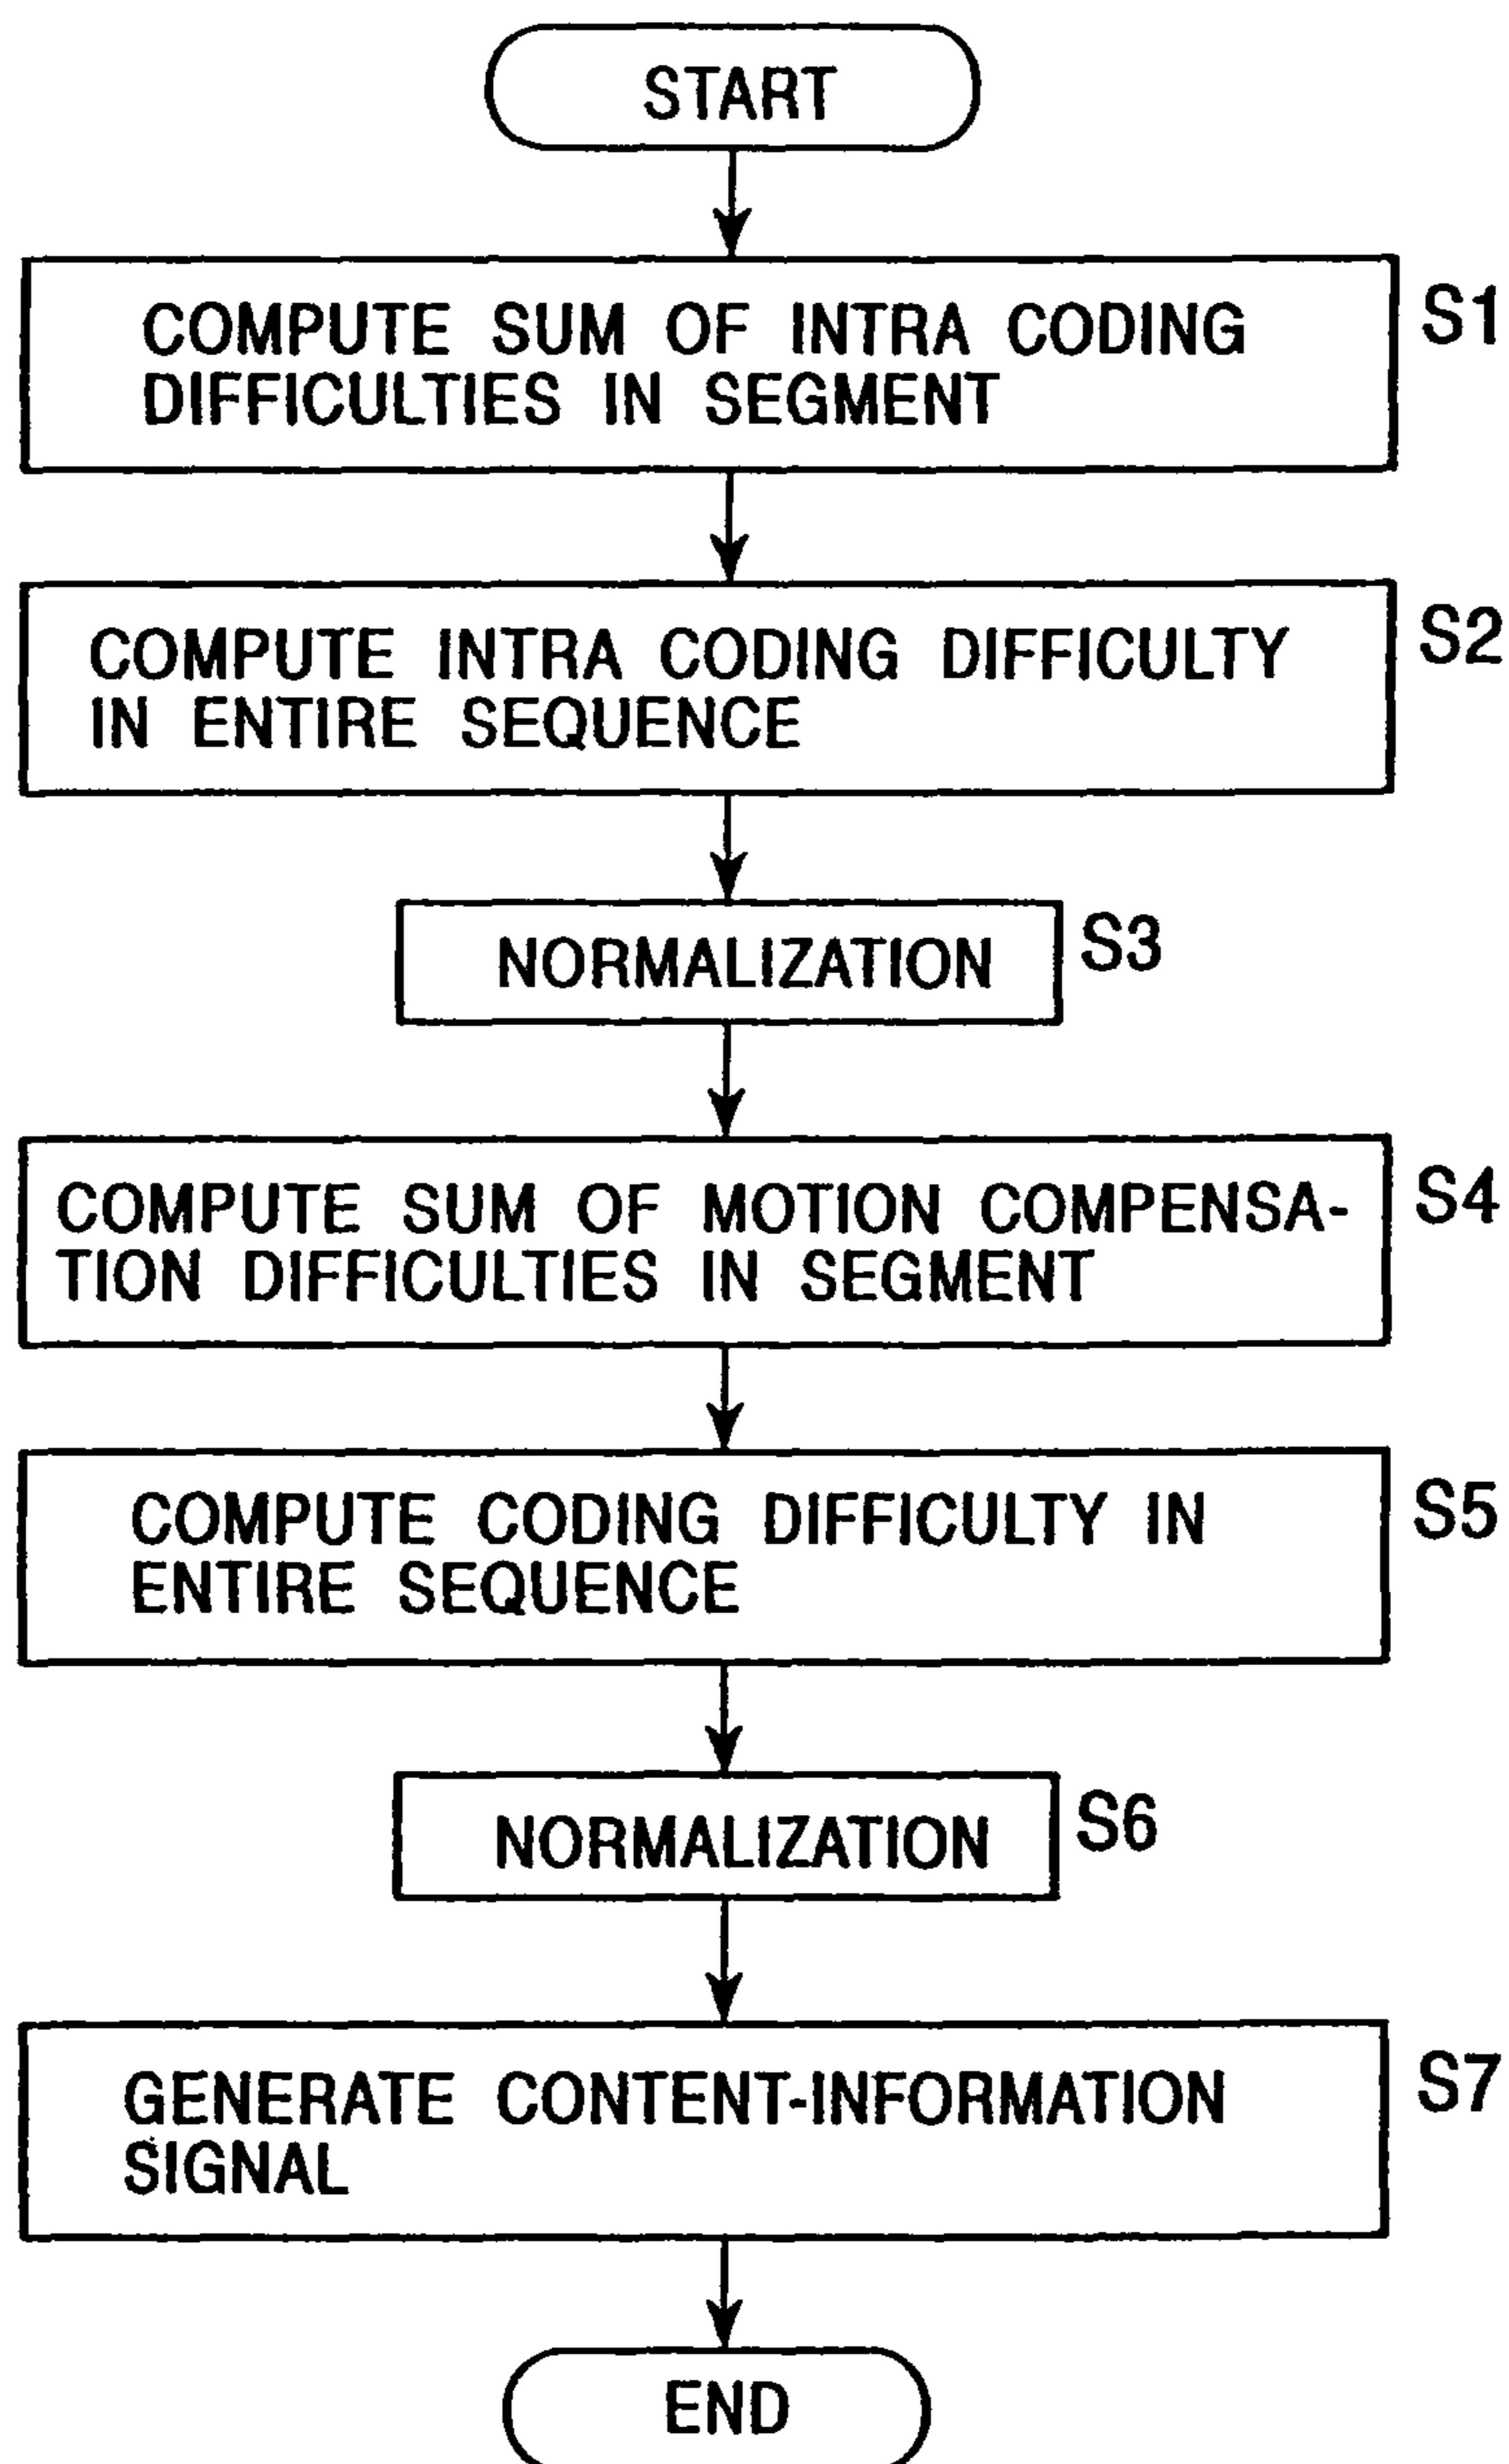 START
COMPUTE SUM OF INTRA CODING
DIFFICULTIES IN SEGMENT
S1
COMPUTE INTRA CODING DIFFICULTY
IN ENTIRE SEQUENCE
S2
NORMALIZATION
S3
COMPUTE SUM OF MOTION COMPENSA-
TION DIFFICULTIES IN SEGMENT
S4
COMPUTE CODING DIFFICULTY IN
ENTIRE SEQUENCE
S5
NORMALIZATION
S6
GENERATE CONTENT-INFORMATION
SIGNAL
S7
END